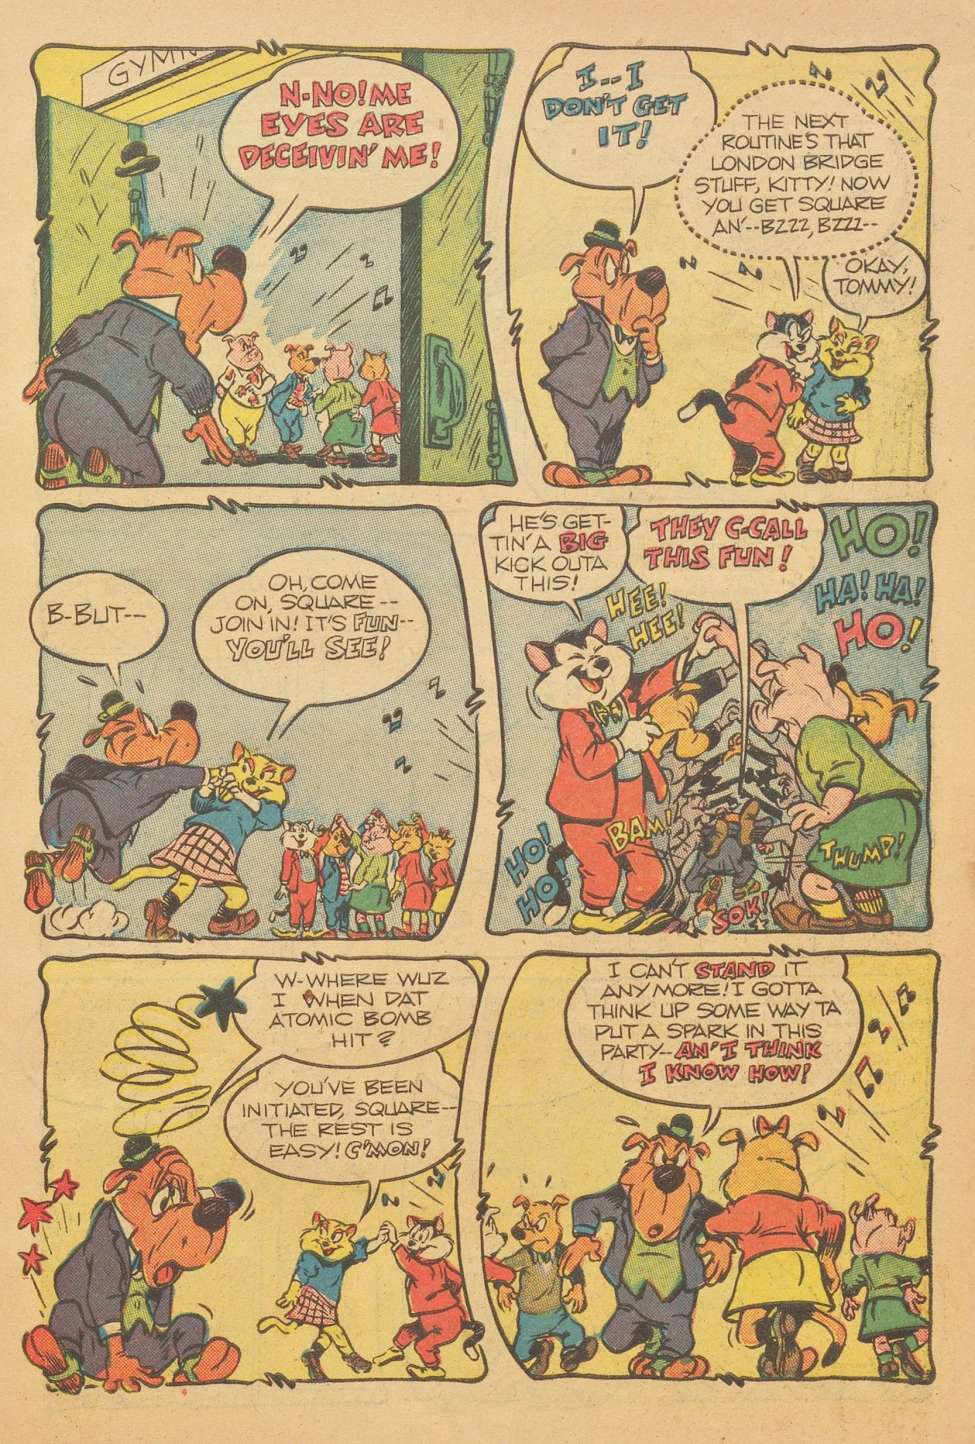 GYMN
N-NO! ME
EYES ARE
DECEIVIN' ME!
I--I
DON'T GET
IT!
THE NEXT
ROUTINE'S THAT
LONDON BRIDGE
STUFF, KITTY! NOW
YOU GET SQUARE
AN'--BZZZ, BZZZ--
OKAY,
TOMMY!
B-BUT--
OH, COME
ON, SQUARE--
JOIN IN! IT'S FUN--
YOU'LL SEE!
HE'S GET-
TIN' A BIG
KICK OUTA
THIS!
THEY C-CALL
THIS FUN!
HO!
HA! HA!
HO!
HEE!
HEE!
HO!
HO!
BAM!
THUMP!
SOK!
W-WHERE WUZ
I WHEN DAT
ATOMIC BOMB
HIT?
YOU'VE BEEN
INITIATED, SQUARE--
THE REST IS
EASY! C'MON!
I CAN'T STAND IT
ANY MORE! I GOTTA
THINK UP SOME WAY TA
PUT A SPARK IN THIS
PARTY--AN' I THINK
I KNOW HOW!